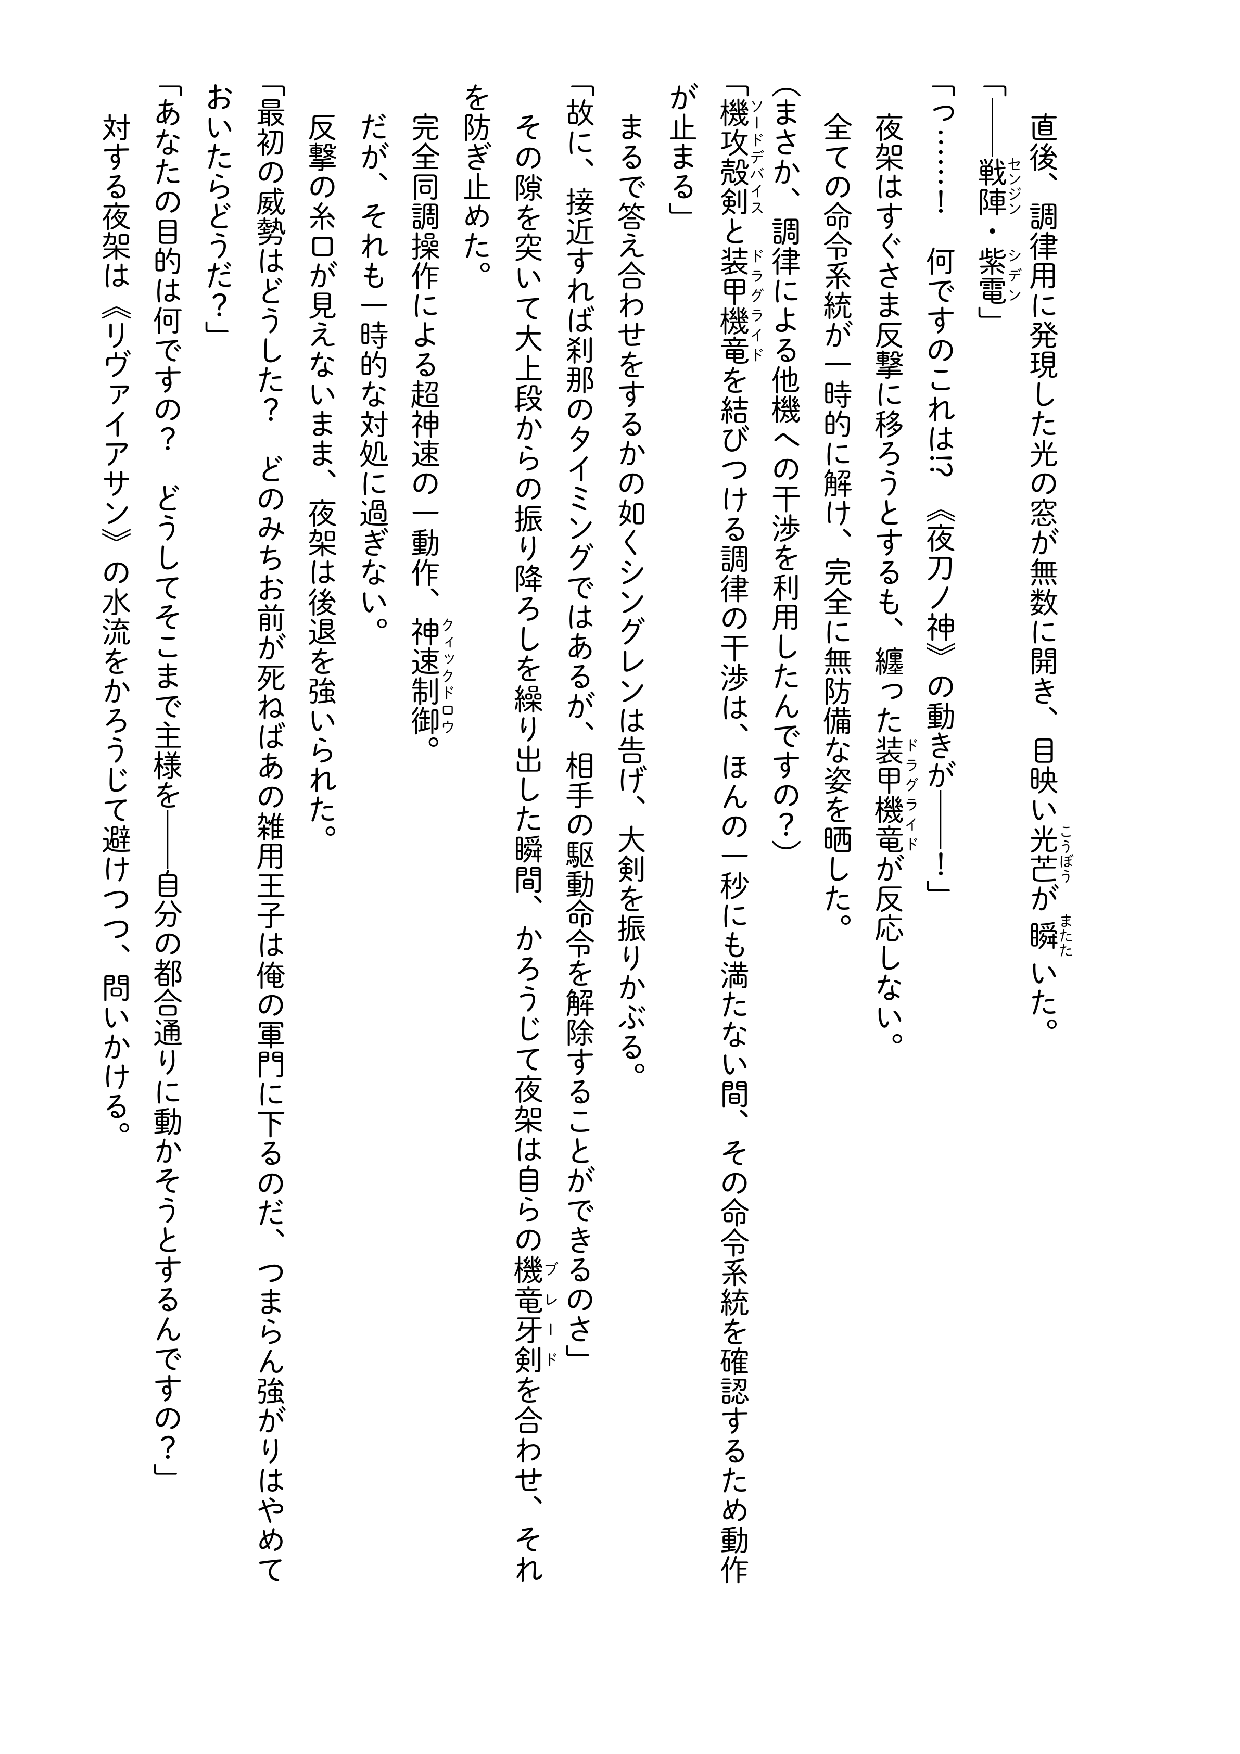 直後、調律用に発現した光の窓が無数に開き、目映い光芒が瞬いた。
「――戦陣・紫電」
「つ……！　何ですのこれは!?　《夜刀ノ神》の動きが――！」
夜架はすぐさま反撃に移ろうとするも、纏った装甲機竜が反応しない。
全ての命令系統が一時的に解け、完全に無防備な姿を晒した。
（まさか、調律による他機への干渉を利用したんですの？）
「機攻殻剣と装甲機竜を結びつける調律の干渉は、ほんの一秒にも満たない間、その命令系統を確認するため動作
が止まる」
まるで答え合わせをするかの如くシングレンは告げ、大剣を振りかぶる。
「故に、接近すれば刹那のタイミングではあるが、相手の駆動命令を解除することができるのさ」
その隙を突いて大上段からの振り降ろしを繰り出した瞬間、かろうじて夜架は自らの機竜牙剣を合わせ、それ
を防ぎ止めた。
完全同調操作による超神速の一動作、神速制御。
だが、それも一時的な対処に過ぎない。
反撃の糸口が見えないまま、夜架は後退を強いられた。
「最初の威勢はどうした？　どのみちお前が死ねばあの雑用王子は俺の軍門に下るのだ、つまらん強がりはやめて
おいたらどうだ？」
「あなたの目的は何ですの？　どうしてそこまで主様を――自分の都合通りに動かそうとするんですの？」
対する夜架は《リヴァイアサン》の水流をかろうじて避けつつ、問いかける。